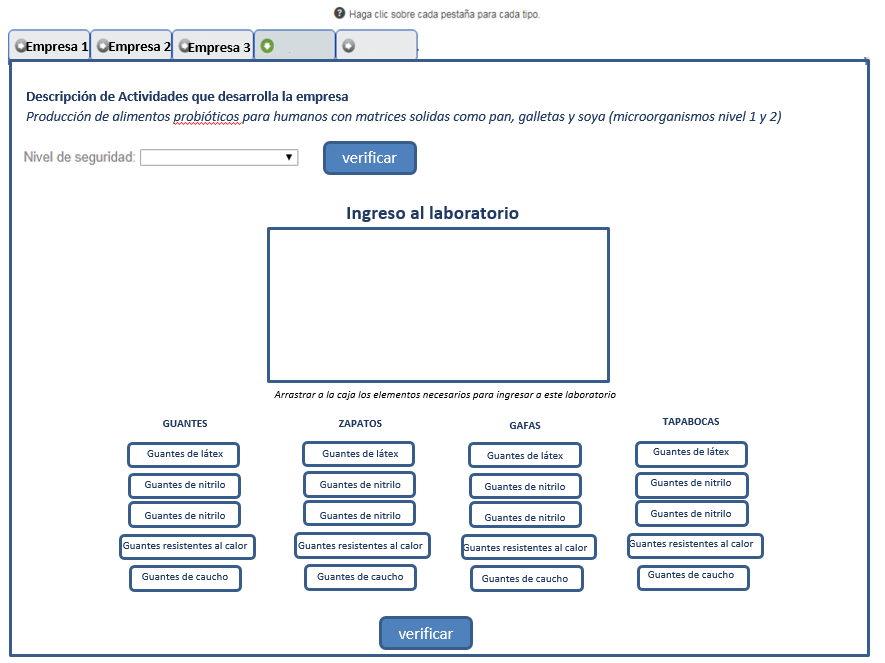 Haga clic sobre cada pestaña para cada tipo.
Empresa 1 Empresa 2 Empresa 3
Descripción de Actividades que desarrolla la empresa
Producción de alimentos probióticos para humanos con matrices solidas como pan, galletas y soya (microorganismos nivel 1 y 2)
Nivel de seguridad: verificar
Ingreso al laboratorio
Arrastrar a la caja los elementos necesarios para ingresar a este laboratorio
GUANTES ZAPATOS GAFAS TAPABOCAS
Guantes de látex Guantes de látex Guantes de látex Guantes de látex
Guantes de nitrilo Guantes de nitrilo Guantes de nitrilo Guantes de nitrilo
Guantes de nitrilo Guantes de nitrilo Guantes de nitrilo Guantes de nitrilo
Guantes resistentes al calor Guantes resistentes al calor Guantes resistentes al calor Guantes resistentes al calor
Guantes de caucho Guantes de caucho Guantes de caucho Guantes de caucho
verificar